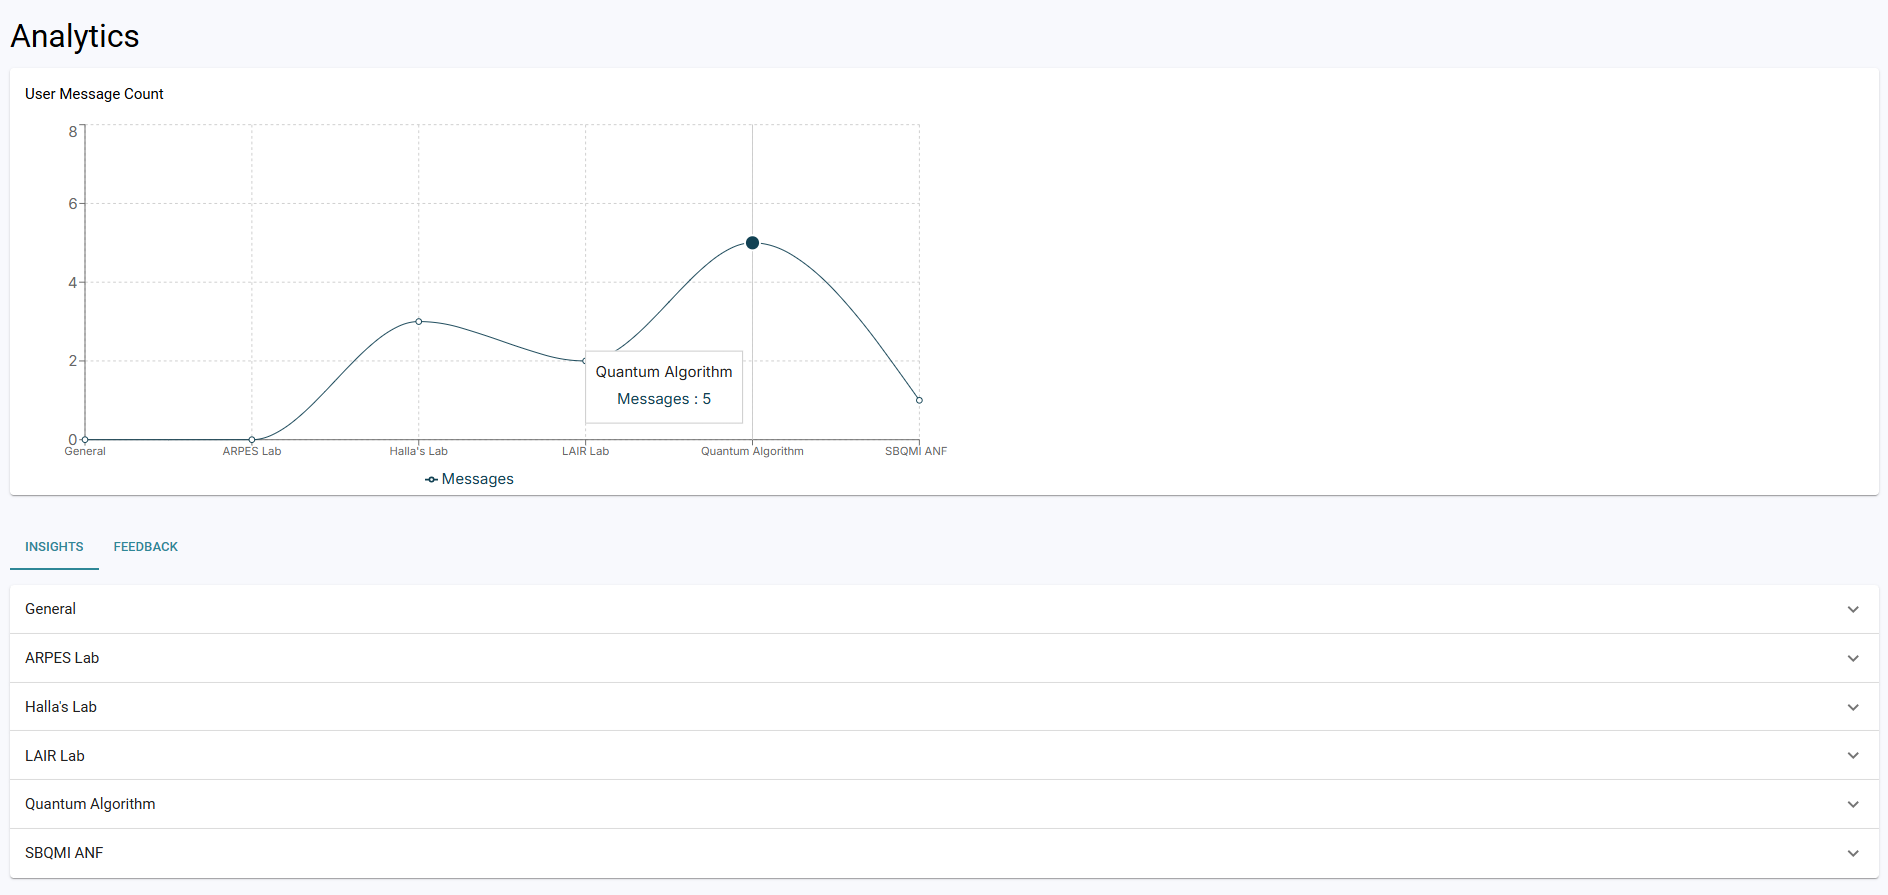 Analytics
User Message Count
8
6
4
2
0
Quantum Algorithm
Messages : 5
General ARPES Lab Halla's Lab LAIR Lab Quantum Algorithm SBQMI ANF
Messages
INSIGHTS FEEDBACK
General
ARPES Lab
Halla's Lab
LAIR Lab
Quantum Algorithm
SBQMI ANF